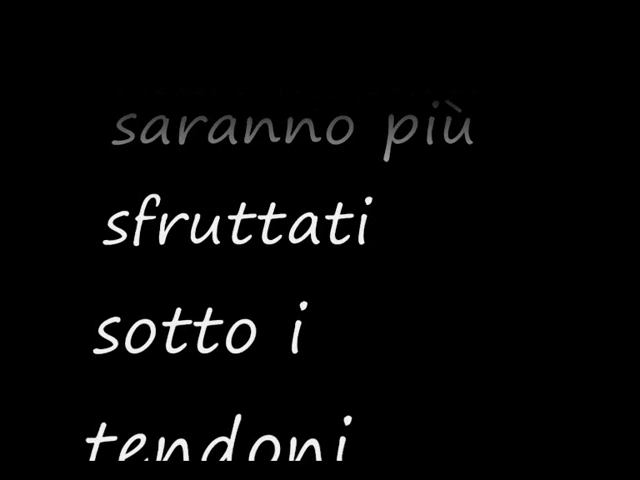 saranno più
sfruttati
sotto i
tendoni